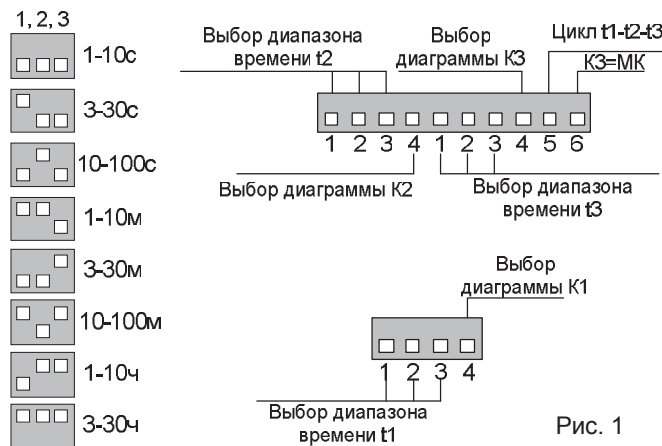 1, 2, 3
1-10с
3-30с
10-100с
1-10м
3-30м
10-100м
1-10ч
3-30ч
Выбор диапазона
времени t2
Выбор
диаграммы К3
Цикл t1-t2-t3
К3=МК
1 2 3 4 1 2 3 4 5 6
Выбор диаграммы К2
Выбор диапазона
времени t3
Выбор
диаграммы К1
1 2 3 4
Выбор диапазона
времени t1
Рис. 1